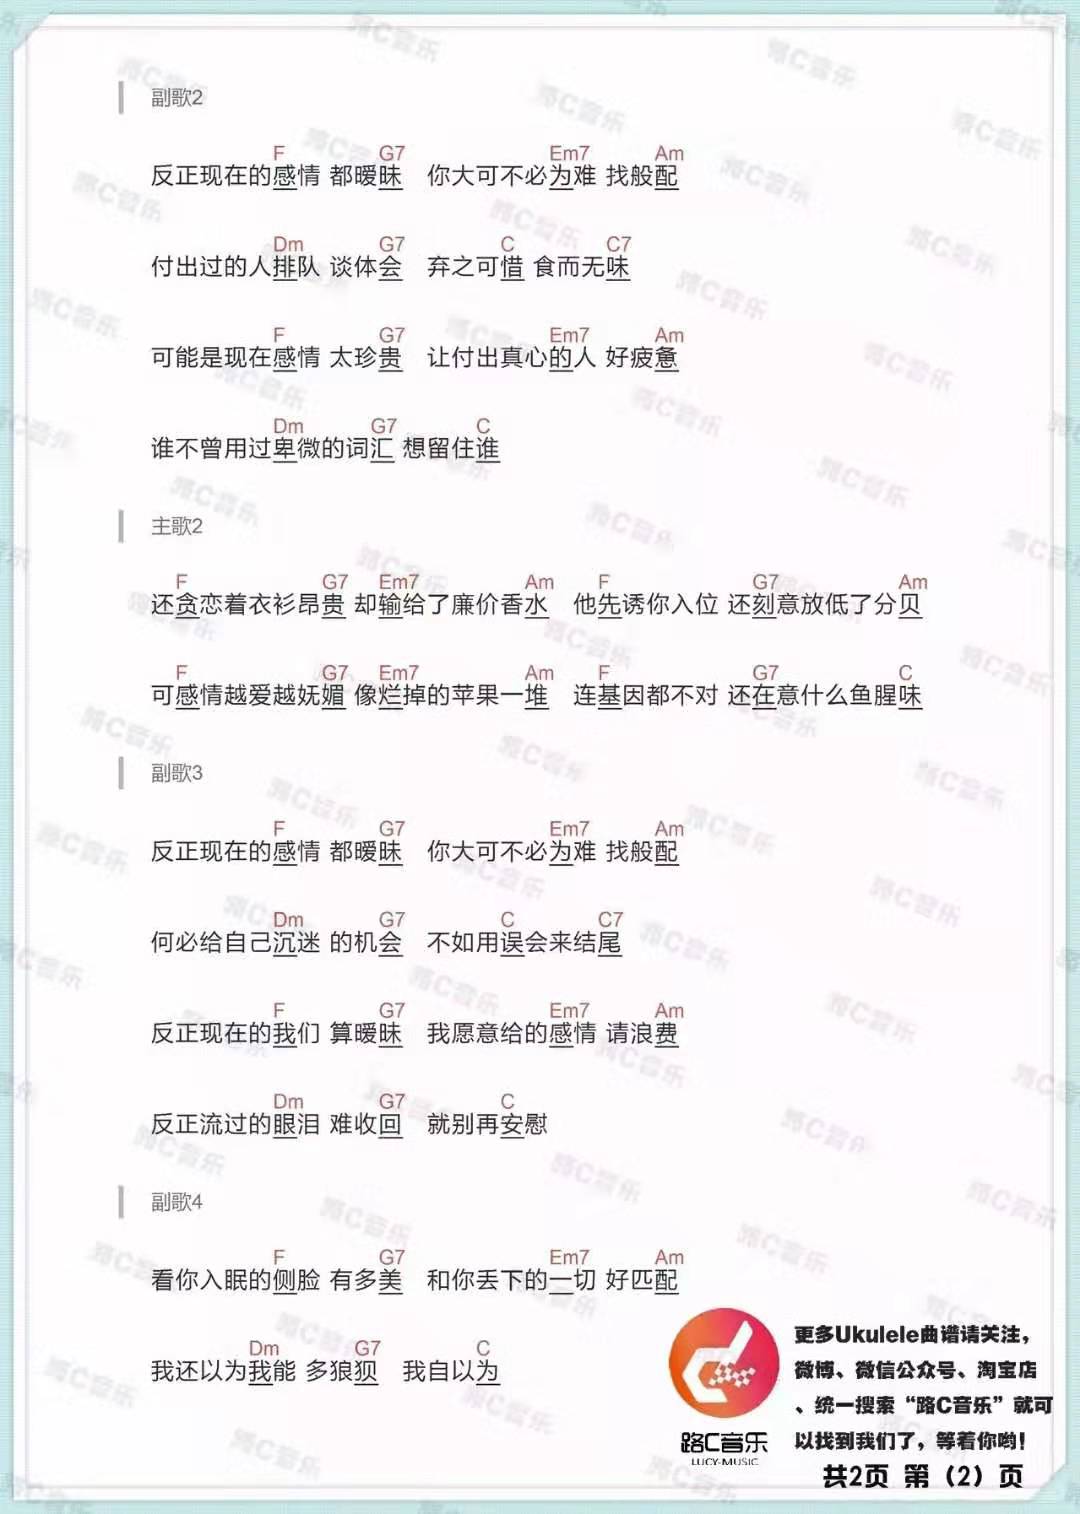 副歌2
F G7 Em7 Am
反正现在的感情 都暧昧 你大可不必为难 找般配
Dm G7 C C7
付出过的人排队 谈体会 弃之可惜 食而无味
F G7 Em7 Am
可能是现在感情 太珍贵 让付出真心的人 好疲惫
Dm G7 C
谁不曾用过卑微的词汇 想留住谁
主歌2
F G7 Em7 Am F G7 Am
还贪恋着衣衫昂贵 却输给了廉价香水 他先诱你入位 还刻意放低了分贝
F G7 Em7 Am F G7 C
可感情越爱越妩媚 像烂掉的苹果一堆 连基因都不对 还在意什么鱼腥味
副歌3
F G7 Em7 Am
反正现在的感情 都暧昧 你大可不必为难 找般配
Dm G7 C C7
何必给自己沉迷 的机会 不如用误会来结尾
F G7 Em7 Am
反正现在的我们 算暧昧 我愿意给的感情 请浪费
Dm G7 C
反正流过的眼泪 难收回 就别再安慰
副歌4
F G7 Em7 Am
看你入眠的侧脸 有多美 和你丢下的一切 好匹配
Dm G7 C
我还以为我能 多狼狈 我自以为
更多Ukulele曲谱请关注，
微博、微信公众号、淘宝店
、统一搜索“路C音乐”就可
以找到我们了，等着你哟！
路C音乐
LUCY-MUSIC
共2页 第（2）页